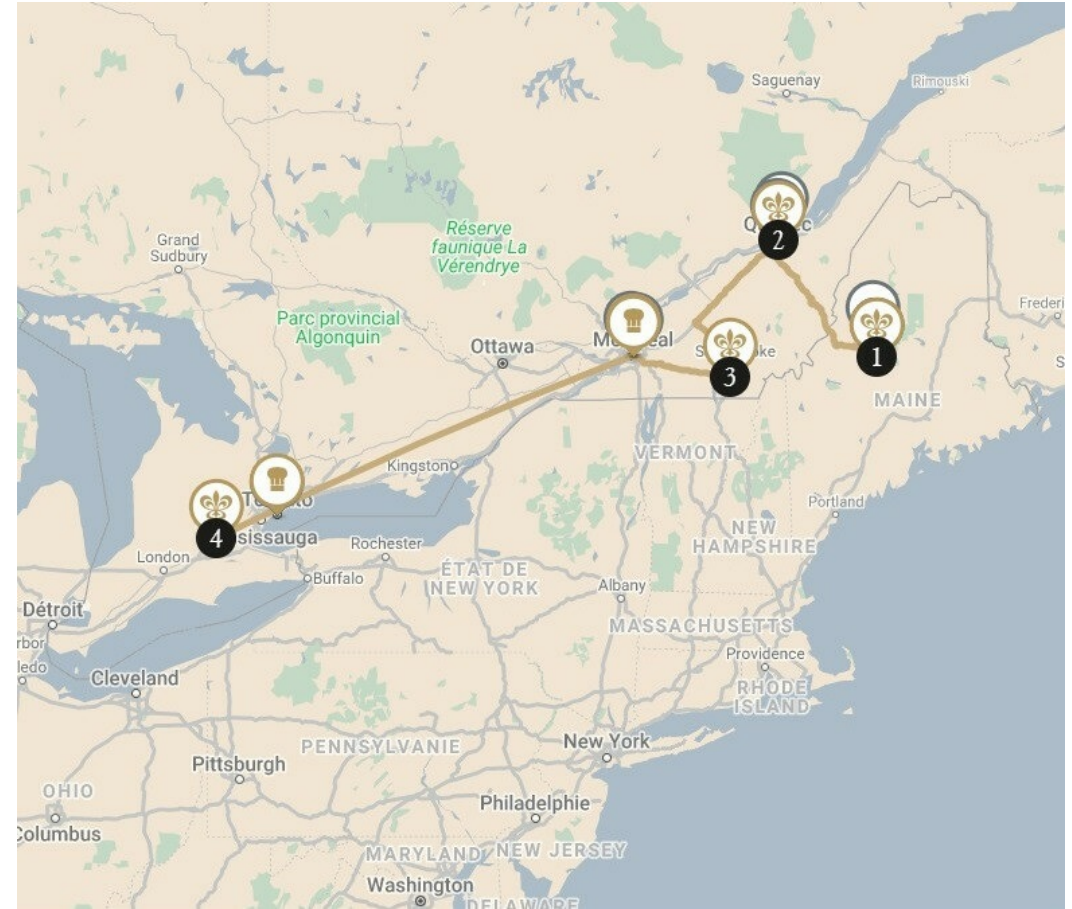 Saguenay
Rimouski
Réserve
faunique La
Vérendrye
Grand
Sudbury
2
Parc provincial
Algonquin
Ottawa
1
3
MAINE
VERMONT
Kingston
Portland
NEW
HAMPSHIRE
4
London
Rochester
Buffalo
ÉTAT DE
NEW YORK
Albany
Détroit
MASSACHUSETTS
Providence
Cleveland
RHODE
ISLAND
PENNSYLVANIE
New York
Pittsburgh
OHIO
Philadelphie
Columbus
MARYLAND
NEW JERSEY
Washington
DELAWARE